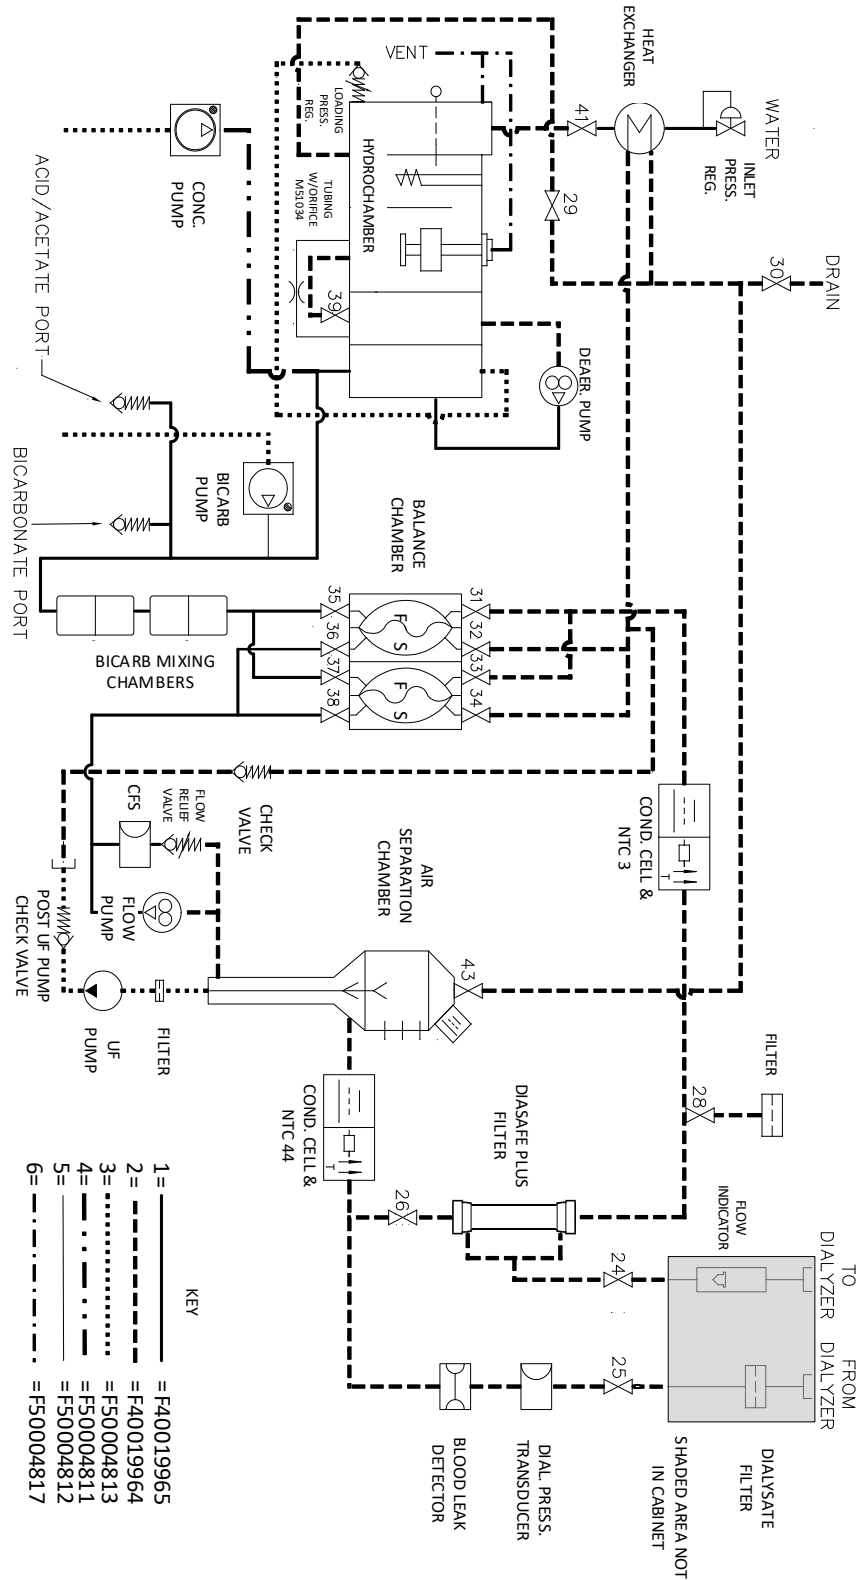 HEAT
EXCHANGER
WATER
INLET
PRESS.
REG.
VENT
41
29
30
DRAIN
LOADING
PRESS.
REG.
HYDROCHAMBER
TUBING
W/ORIFICE
M51034
39
CONC.
PUMP
ACID/ACETATE PORT
DEAER. PUMP
BICARB
PUMP
BICARBONATE PORT
BALANCE
CHAMBER
35
36
37
38
31
32
33
34
F
S
F
S
BICARB MIXING
CHAMBERS
CHECK
VALVE
FLOW
RELIEF
VALVE
CFS
FLOW
PUMP
POST UF PUMP
CHECK VALVE
UF
PUMP
FILTER
AIR
SEPARATION
CHAMBER
43
COND. CELL &
NTC 3
T
COND. CELL &
NTC 44
T
FILTER
28
DIASAFE PLUS
FILTER
26
24
25
FLOW
INDICATOR
TO
DIALYZER
FROM
DIALYZER
DIALYSATE
FILTER
SHADED AREA NOT
IN CABINET
DIAL. PRESS.
TRANSDUCER
BLOOD LEAK
DETECTOR
KEY
1= =F40019965
2= =F40019964
3= =F50004813
4= =F50004811
5= =F50004812
6= =F50004817